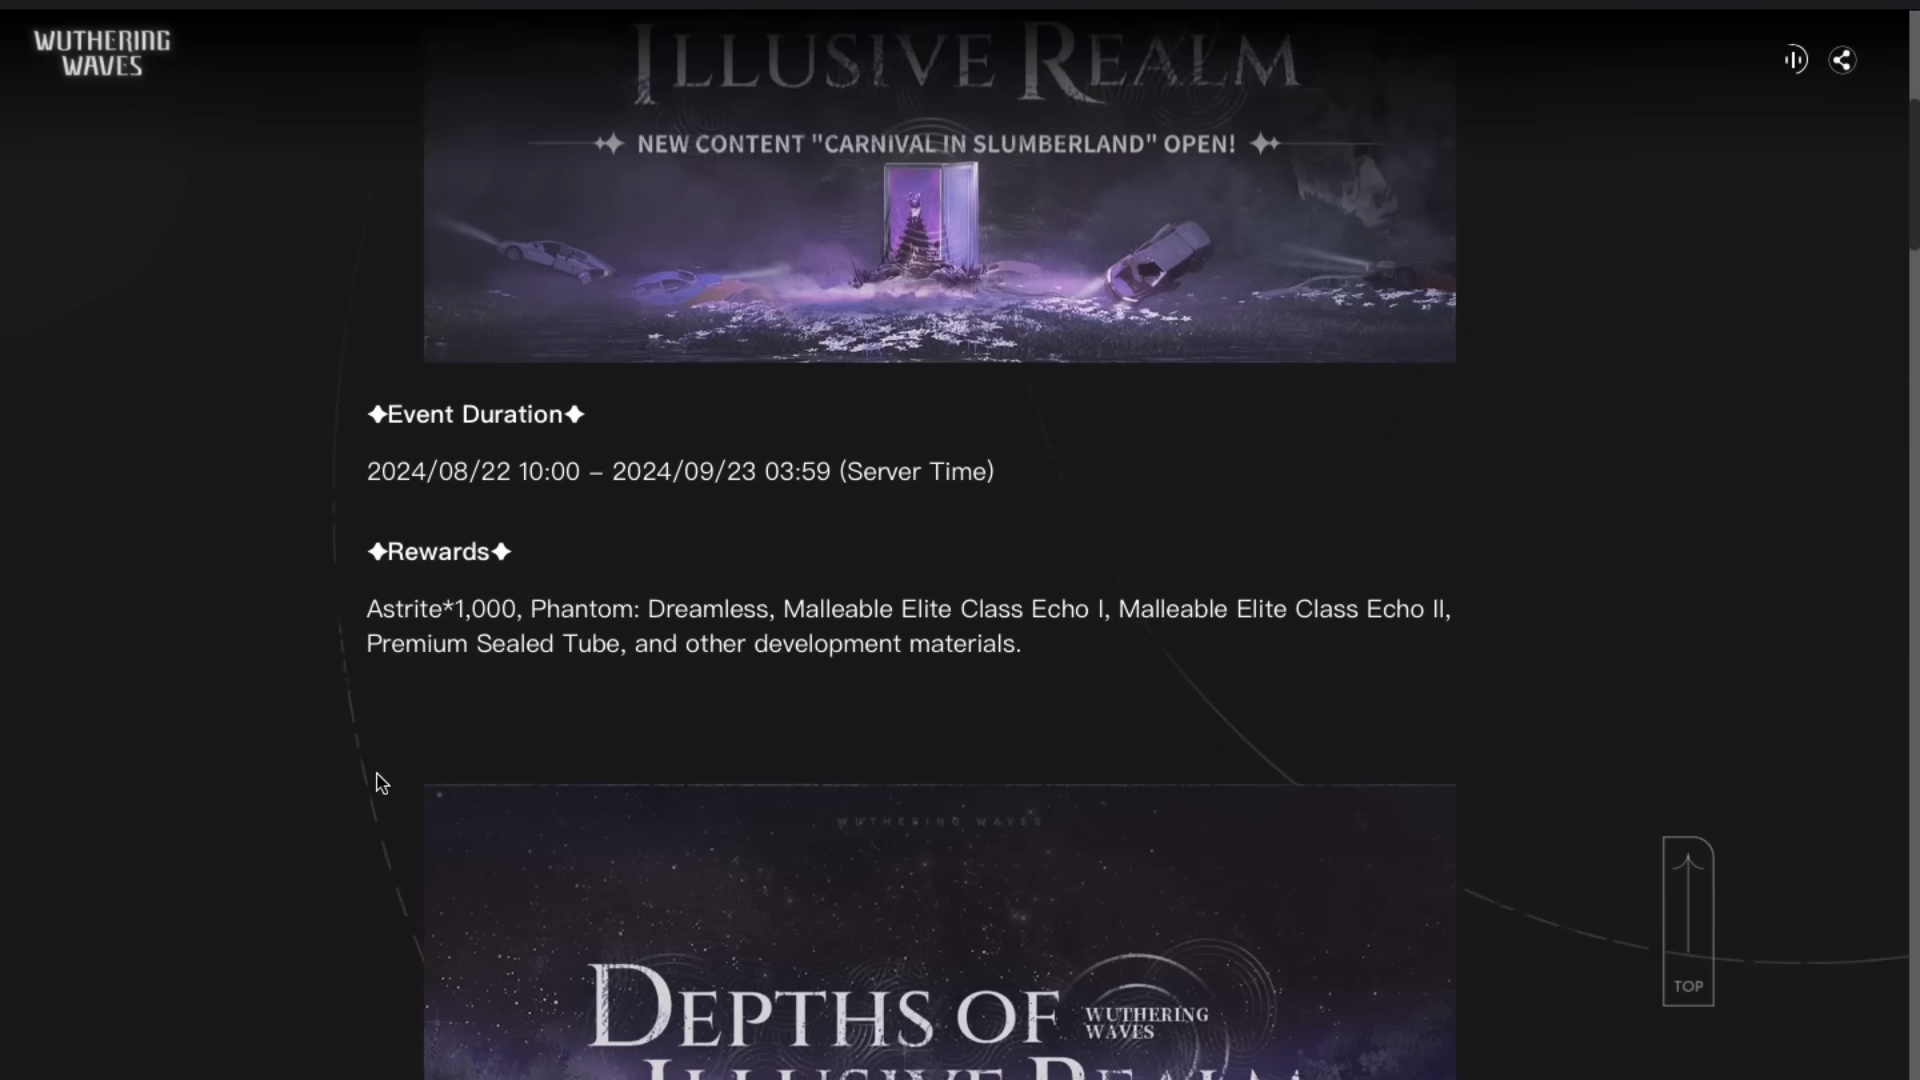 WUTHERING
WAVES
ILLUSIVE REALM
NEW CONTENT "CARNIVAL IN SLUMBERLAND" OPEN!
✦Event Duration✦
2024/08/22 10:00 – 2024/09/23 03:59 (Server Time)
✦Rewards✦
Astrite*1,000, Phantom: Dreamless, Malleable Elite Class Echo I, Malleable Elite Class Echo II,
Premium Sealed Tube, and other development materials.
WUTHERING WAVES
DEPTHS OF
WUTHERING
WAVES
ILLUSIVE REALM
TOP